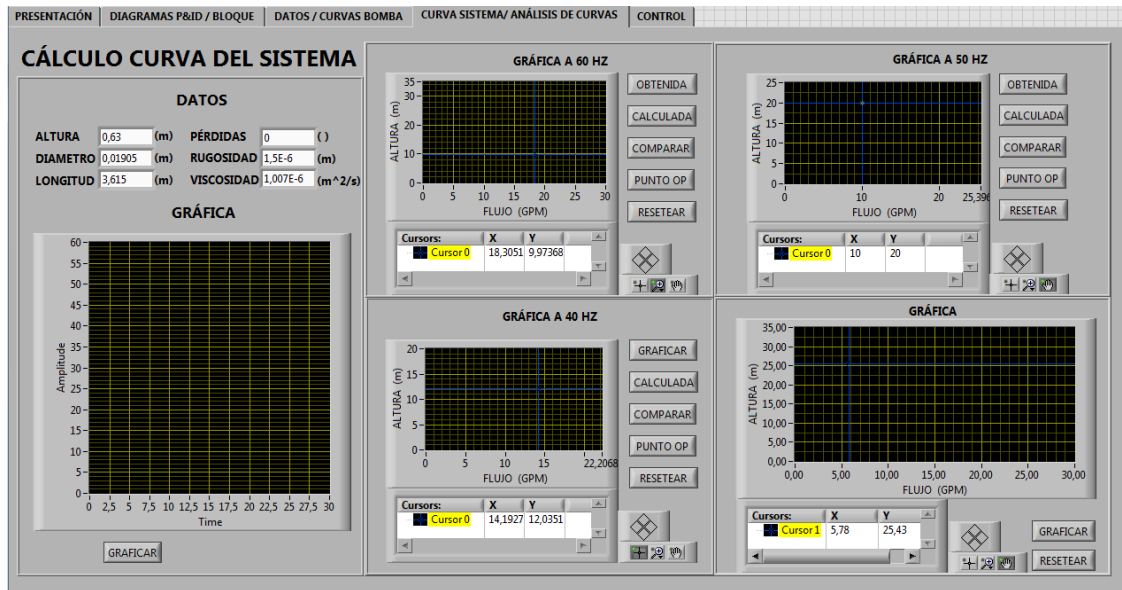 PRESENTACIÓN DIAGRAMAS P&ID / BLOQUE DATOS / CURVAS BOMBA CURVA SISTEMA/ ANÁLISIS DE CURVAS CONTROL
CÁLCULO CURVA DEL SISTEMA
DATOS
ALTURA 0,63 (m) PÉRDIDAS 0 ( )
DIAMETRO 0,01905 (m) RUGOSIDAD 1,5E-6 (m)
LONGITUD 3,615 (m) VISCOSIDAD 1,007E-6 (m^2/s)
GRÁFICA
60
55
50
45
40
35
30
25
20
15
10
5
0
Amplitude
0 2,5 5 7,5 10 12,5 15 17,5 20 22,5 25 27,5 30
Time
GRAFICAR
GRÁFICA A 60 HZ
35
30
20
10
0
ALTURA (m)
0 5 10 15 20 25 30
FLUJO (GPM)
OBTENIDA
CALCULADA
COMPARAR
PUNTO OP
RESETEAR
Cursors: X Y
Cursor 0 18,3051 9,97368
GRÁFICA A 50 HZ
25
20
15
10
5
0
ALTURA (m)
0 10 20 25,396
FLUJO (GPM)
OBTENIDA
CALCULADA
COMPARAR
PUNTO OP
RESETEAR
Cursors: X Y
Cursor 0 10 20
GRÁFICA A 40 HZ
20
15
10
5
0
ALTURA (m)
0 5 10 15 22,2068
FLUJO (GPM)
GRAFICAR
CALCULADA
COMPARAR
PUNTO OP
RESETEAR
Cursors: X Y
Cursor 0 14,1927 12,0351
GRÁFICA
35,00
30,00
25,00
20,00
15,00
10,00
5,00
0,00
ALTURA (m)
0,00 5,00 10,00 15,00 20,00 25,00 30,00
FLUJO (GPM)
Cursors: X Y
Cursor 1 5,78 25,43
GRAFICAR
RESETEAR